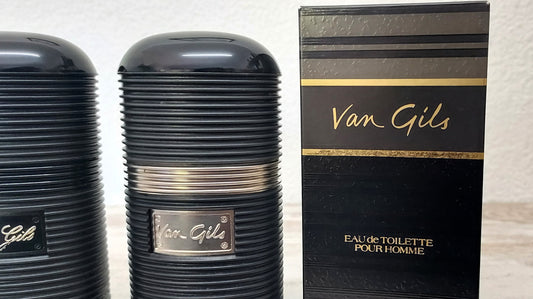 Gils
Van Gils
Van Gils
EAU de TOILETTE
POUR HOMME